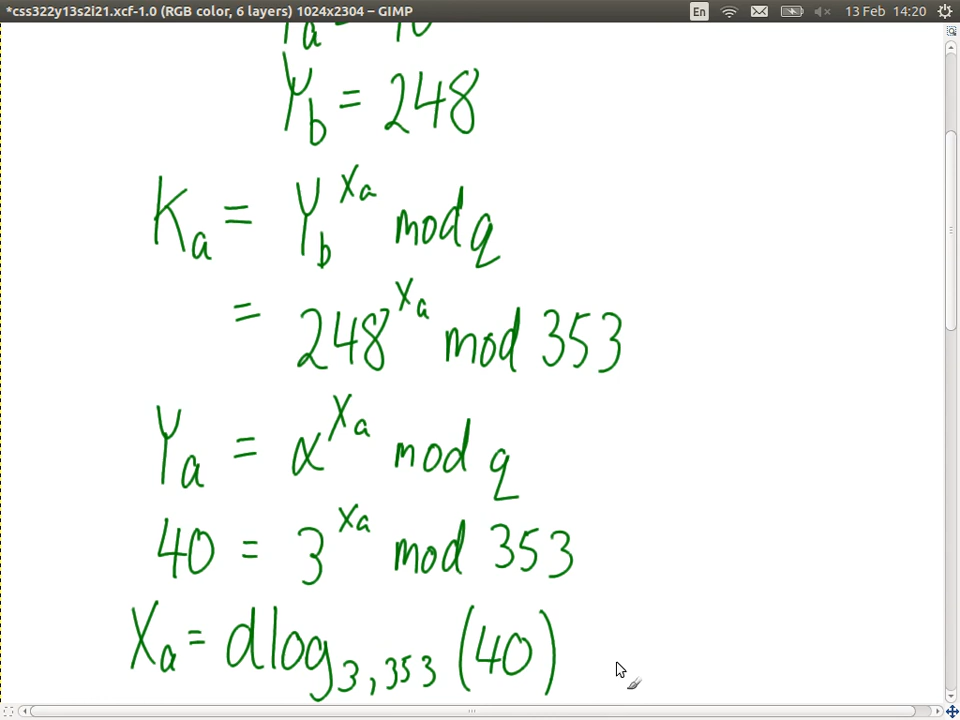 *css322y13s2i21.xcf-1.0 (RGB color, 6 layers) 1024x2304 – GIMP En 13 Feb 14:20
Yb = 248
Ka = Yb^Xa mod q
= 248^Xa mod 353
Ya = α^Xa mod q
40 = 3^Xa mod 353
Xa = dlog3,353 (40)